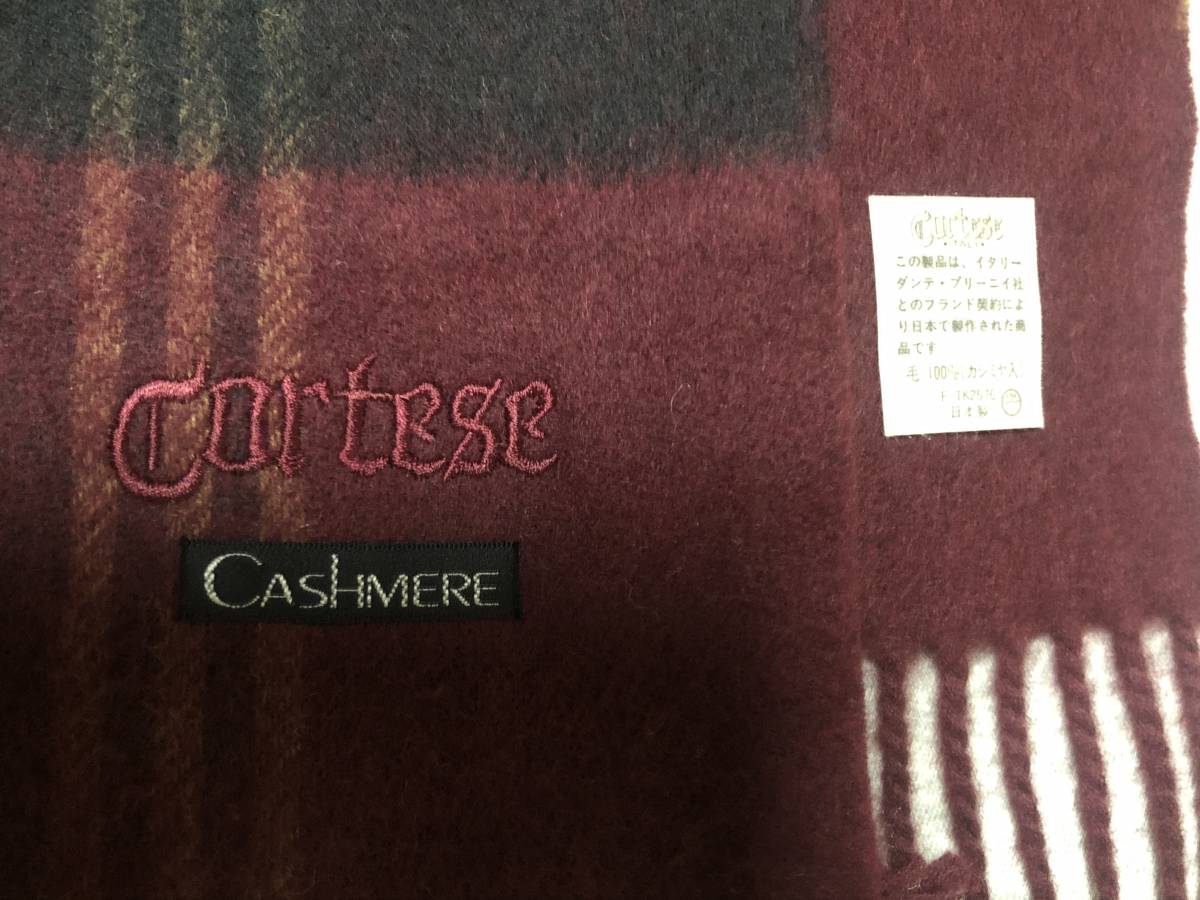 Cortese
CASHMERE
Cortese
•ITALY•
この製品は、イタリー
ダンテ・プリーニイ社
とのブランド契約によ
り日本で製作された商
品です
毛 100%(カシミヤ入)
日本製